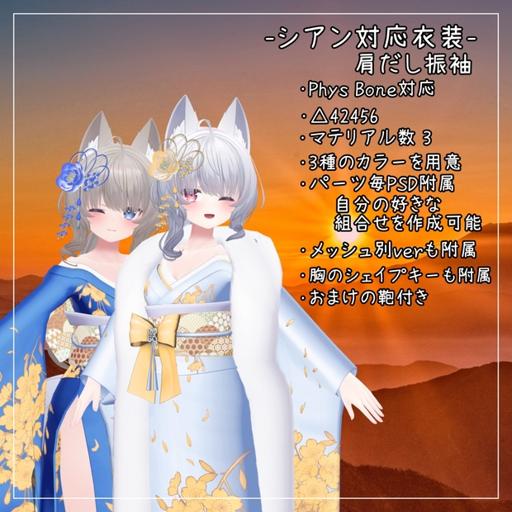 -シアン対応衣装-
肩だし振袖
・Phys Bone対応
・△42456
・マテリアル数 3
・3種のカラーを用意
・パーツ毎PSD附属
自分の好きな
組合せを作成可能
・メッシュ別verも附属
・胸のシェイプキーも附属
・おまけの鞄付き